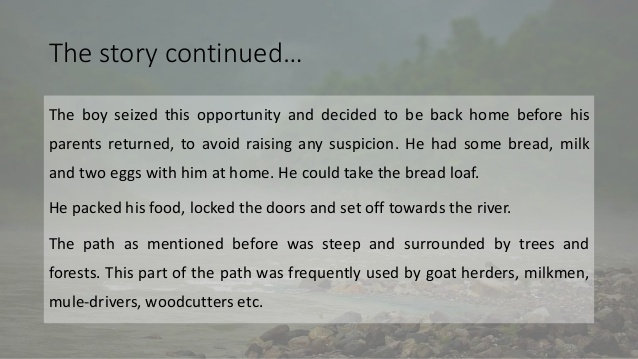 The story continued…
The boy seized this opportunity and decided to be back home before his
parents returned, to avoid raising any suspicion. He had some bread, milk
and two eggs with him at home. He could take the bread loaf.
He packed his food, locked the doors and set off towards the river.
The path as mentioned before was steep and surrounded by trees and
forests. This part of the path was frequently used by goat herders, milkmen,
mule-drivers, woodcutters etc.